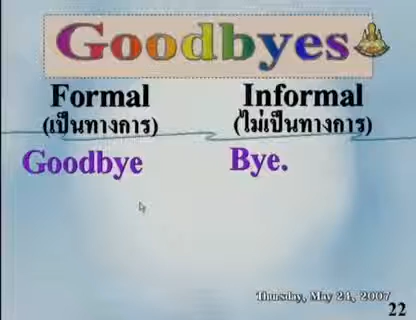 Goodbyes
Formal Informal
(เป็นทางการ) (ไม่เป็นทางการ)
Goodbye Bye.
Thursday, May 24, 2007
22